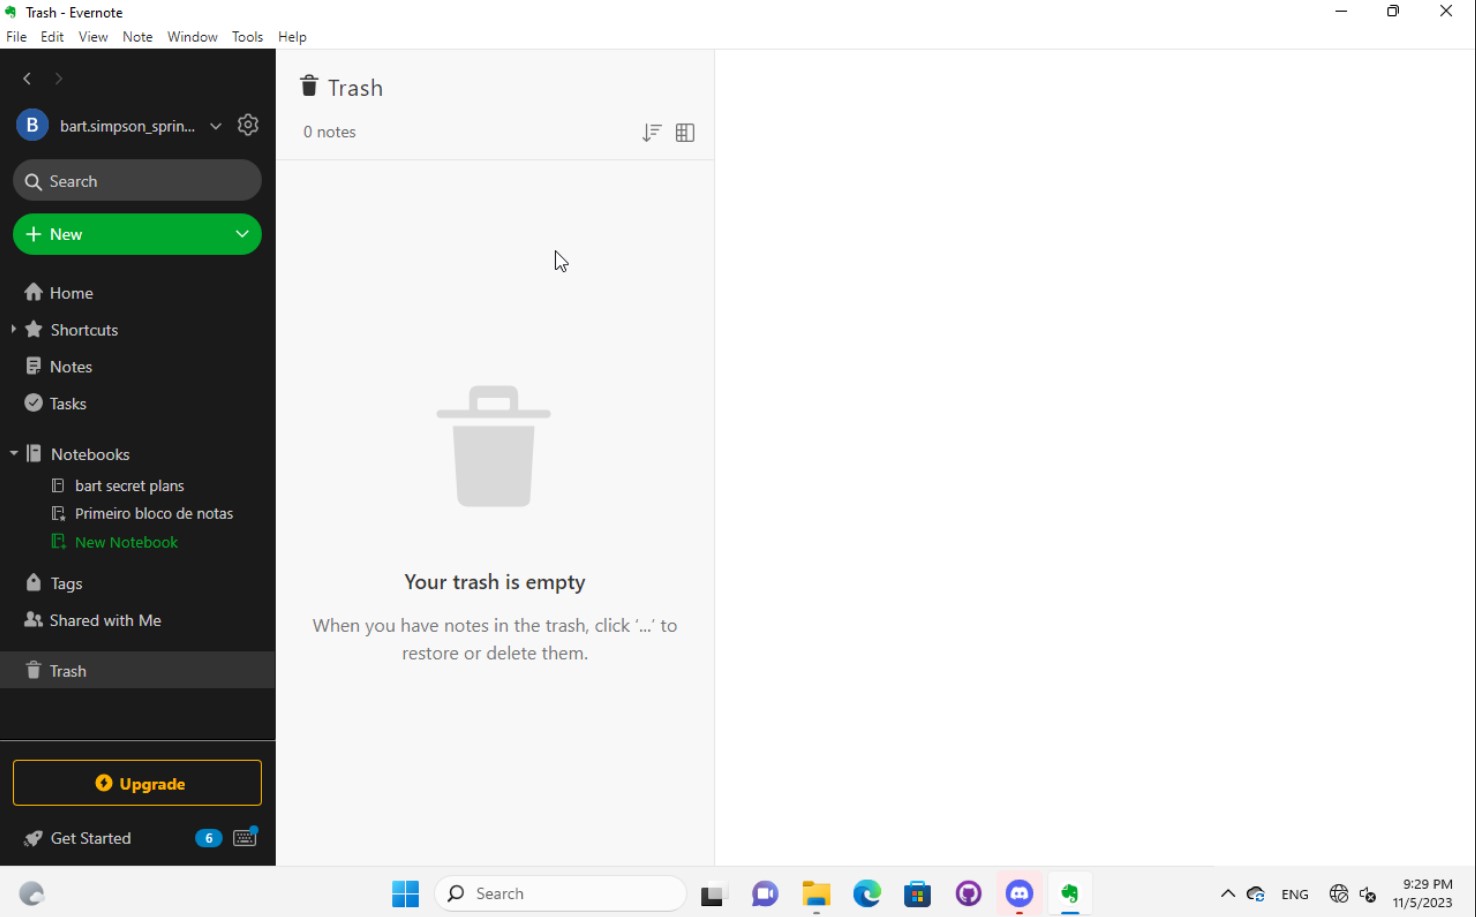 Trash - Evernote
File Edit View Note Window Tools Help
B bart.simpson_sprin...
Search
New
Home
Shortcuts
Notes
Tasks
Notebooks
bart secret plans
Primeiro bloco de notas
New Notebook
Tags
Shared with Me
Trash
Upgrade
Get Started 6
Trash
0 notes
Your trash is empty
When you have notes in the trash, click '...' to
restore or delete them.
Search
ENG
9:29 PM
11/5/2023